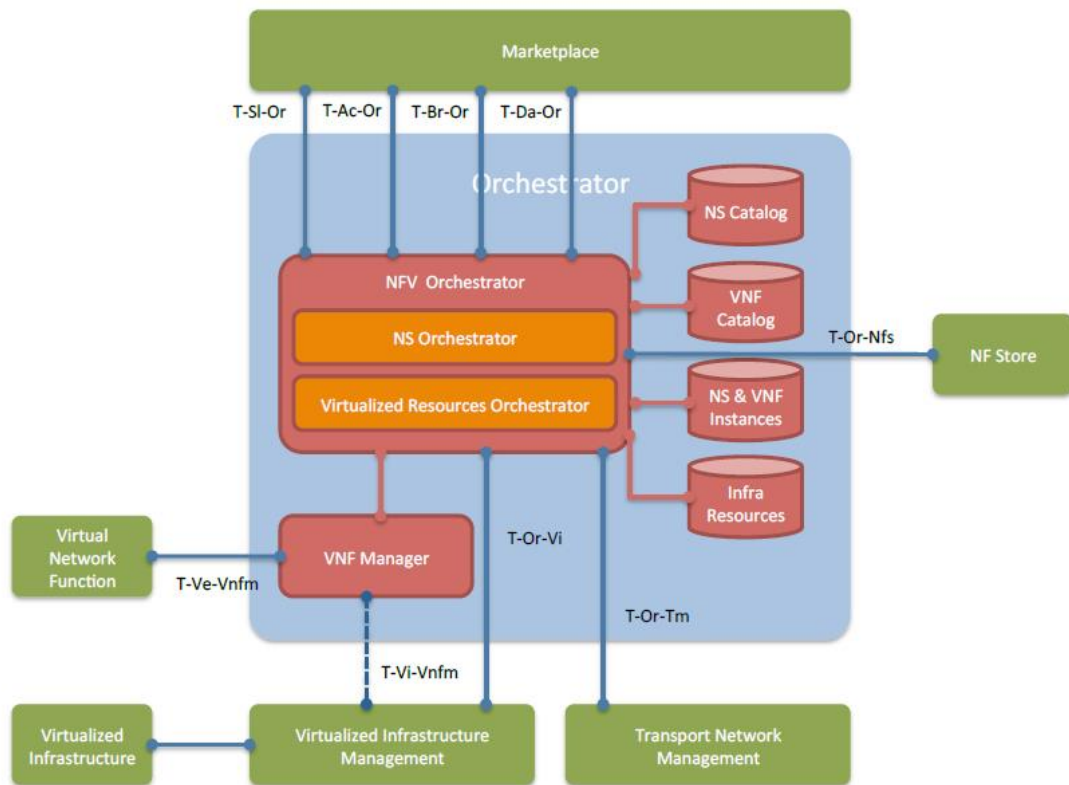 Marketplace
T-Sl-Or
T-Ac-Or
T-Br-Or
T-Da-Or
Orchestrator
NS Catalog
NFV Orchestrator
VNF
Catalog
NS Orchestrator
T-Or-Nfs
NF Store
Virtualized Resources Orchestrator
NS & VNF
Instances
Infra
Resources
Virtual
Network
Function
T-Ve-Vnfm
VNF Manager
T-Or-Vi
T-Or-Tm
T-Vi-Vnfm
Virtualized
Infrastructure
Virtualized Infrastructure
Management
Transport Network
Management